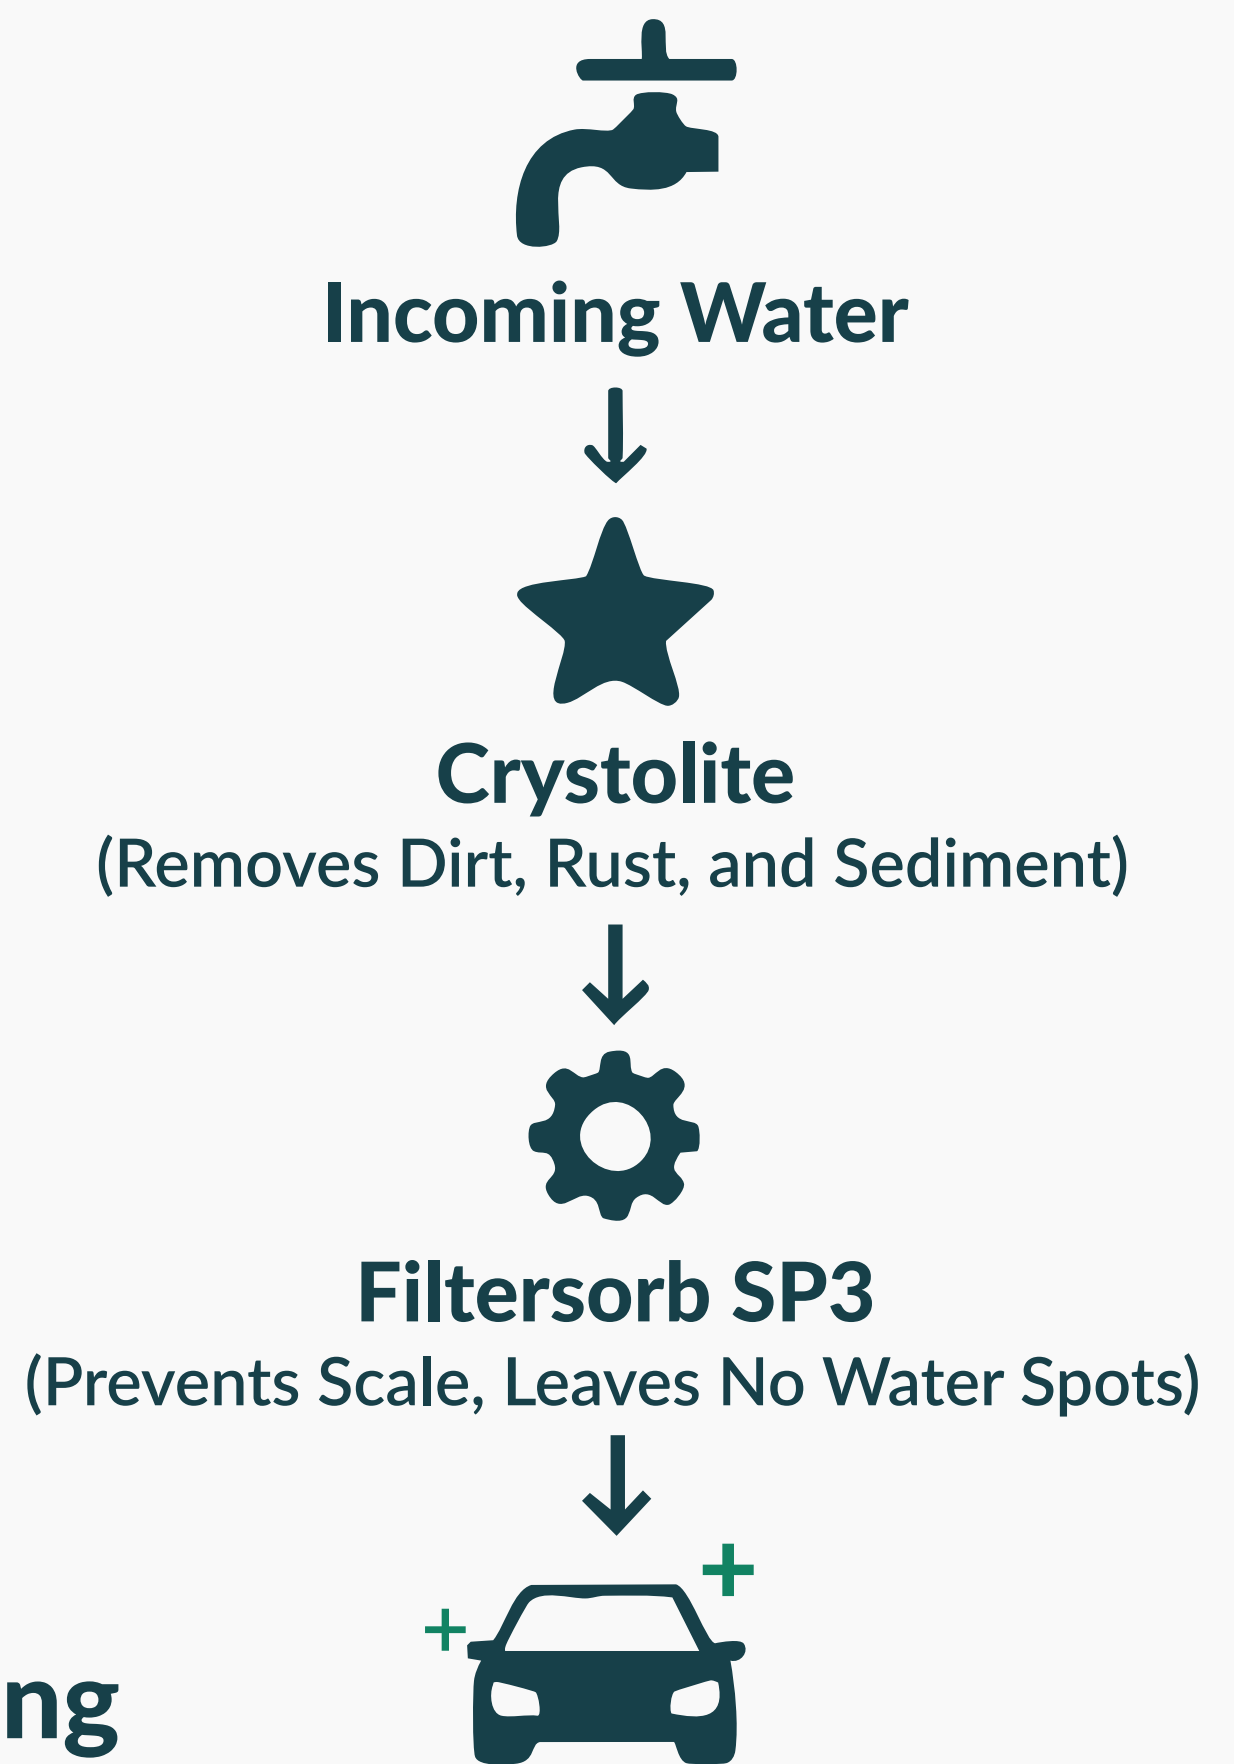 Incoming Water
Crystolite
(Removes Dirt, Rust, and Sediment)
Filtersorb SP3
(Prevents Scale, Leaves No Water Spots)
ng